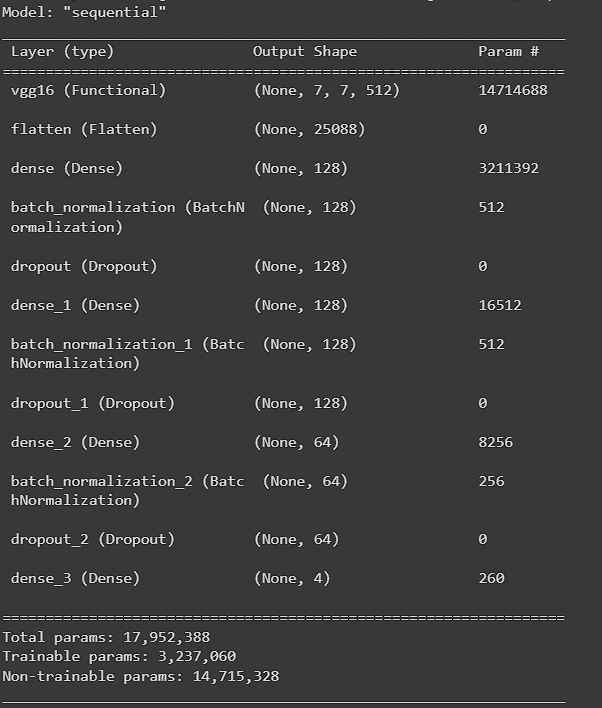 Model: "sequential"
_________________________________________________________________
Layer (type) Output Shape Param #
=================================================================
vgg16 (Functional) (None, 7, 7, 512) 14714688
flatten (Flatten) (None, 25088) 0
dense (Dense) (None, 128) 3211392
batch_normalization (BatchN (None, 128) 512
ormalization)
dropout (Dropout) (None, 128) 0
dense_1 (Dense) (None, 128) 16512
batch_normalization_1 (Batc (None, 128) 512
hNormalization)
dropout_1 (Dropout) (None, 128) 0
dense_2 (Dense) (None, 64) 8256
batch_normalization_2 (Batc (None, 64) 256
hNormalization)
dropout_2 (Dropout) (None, 64) 0
dense_3 (Dense) (None, 4) 260
=================================================================
Total params: 17,952,388
Trainable params: 3,237,060
Non-trainable params: 14,715,328
_________________________________________________________________